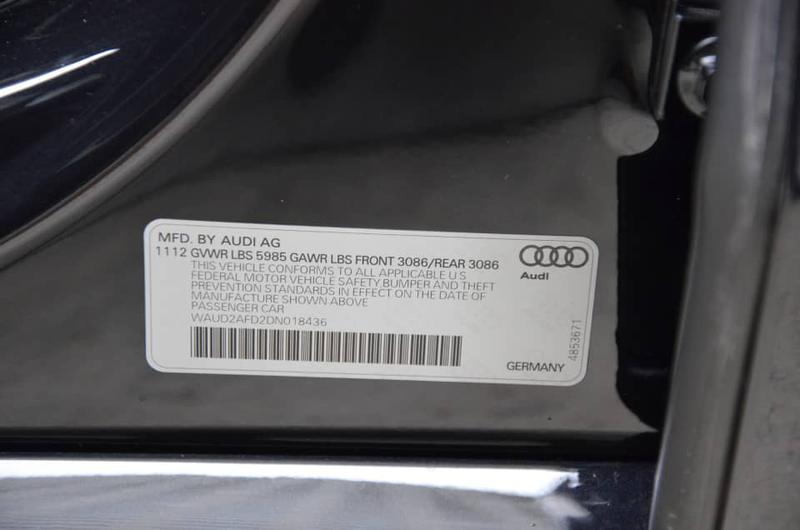 MFD. BY AUDI AG
1112 GVWR LBS 5985 GAWR LBS FRONT 3086/REAR 3086
THIS VEHICLE CONFORMS TO ALL APPLICABLE U S
FEDERAL MOTOR VEHICLE SAFETY,BUMPER AND THEFT
PREVENTION STANDARDS IN EFFECT ON THE DATE OF
MANUFACTURE SHOWN ABOVE
PASSENGER CAR
WAUD2AFD2DN018436
Audi
4853671
GERMANY